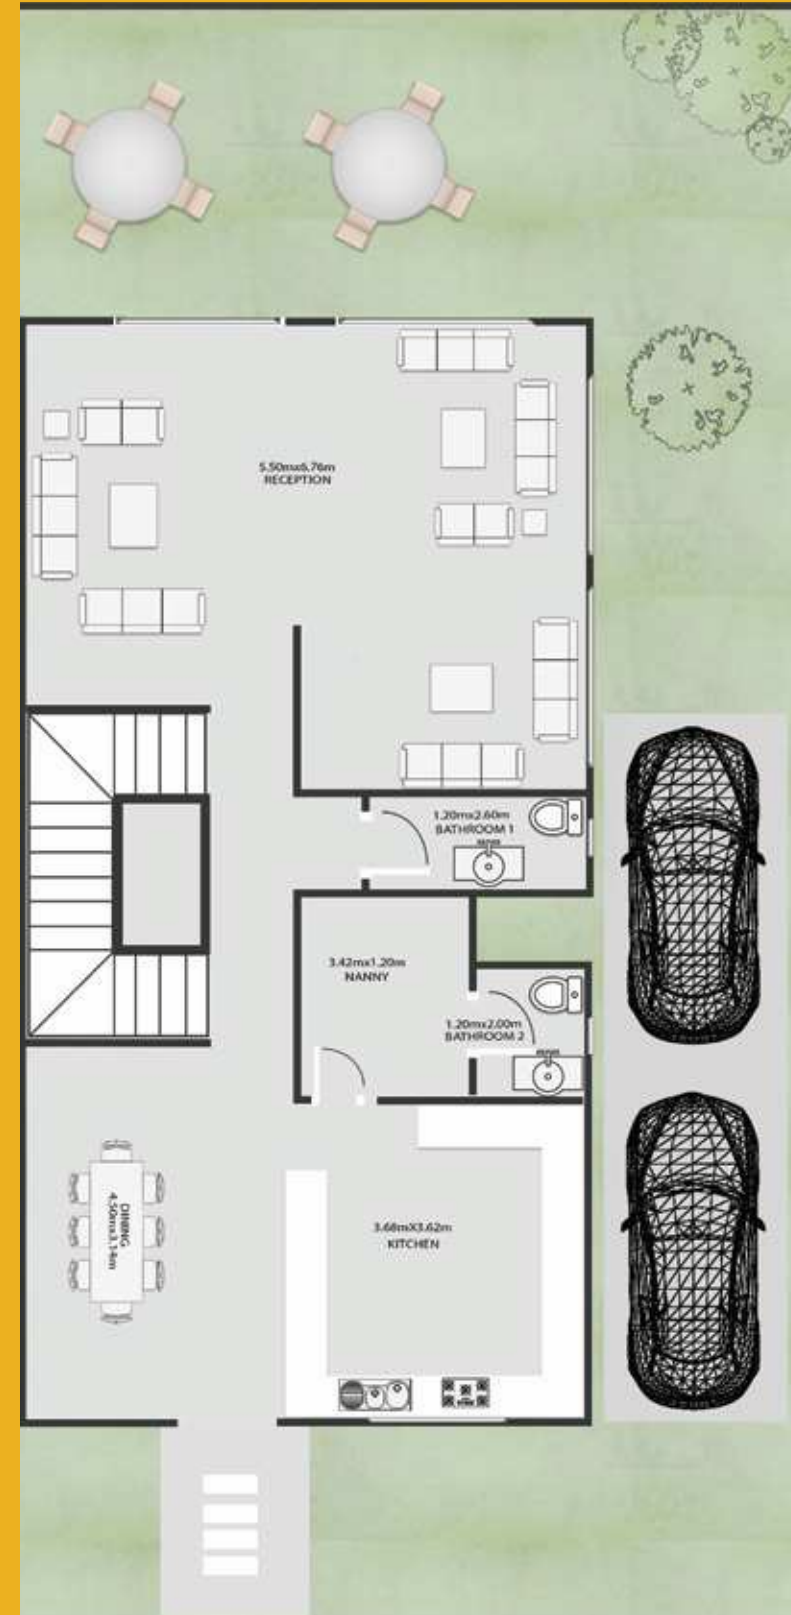 5.50mx6.76m
RECEPTION
1.20mx2.60m
BATHROOM 1
3.42mx1.20m
NANNY
1.20mx2.00m
BATHROOM 2
DINING
4.50mx3.14m
3.68mX3.62m
KITCHEN